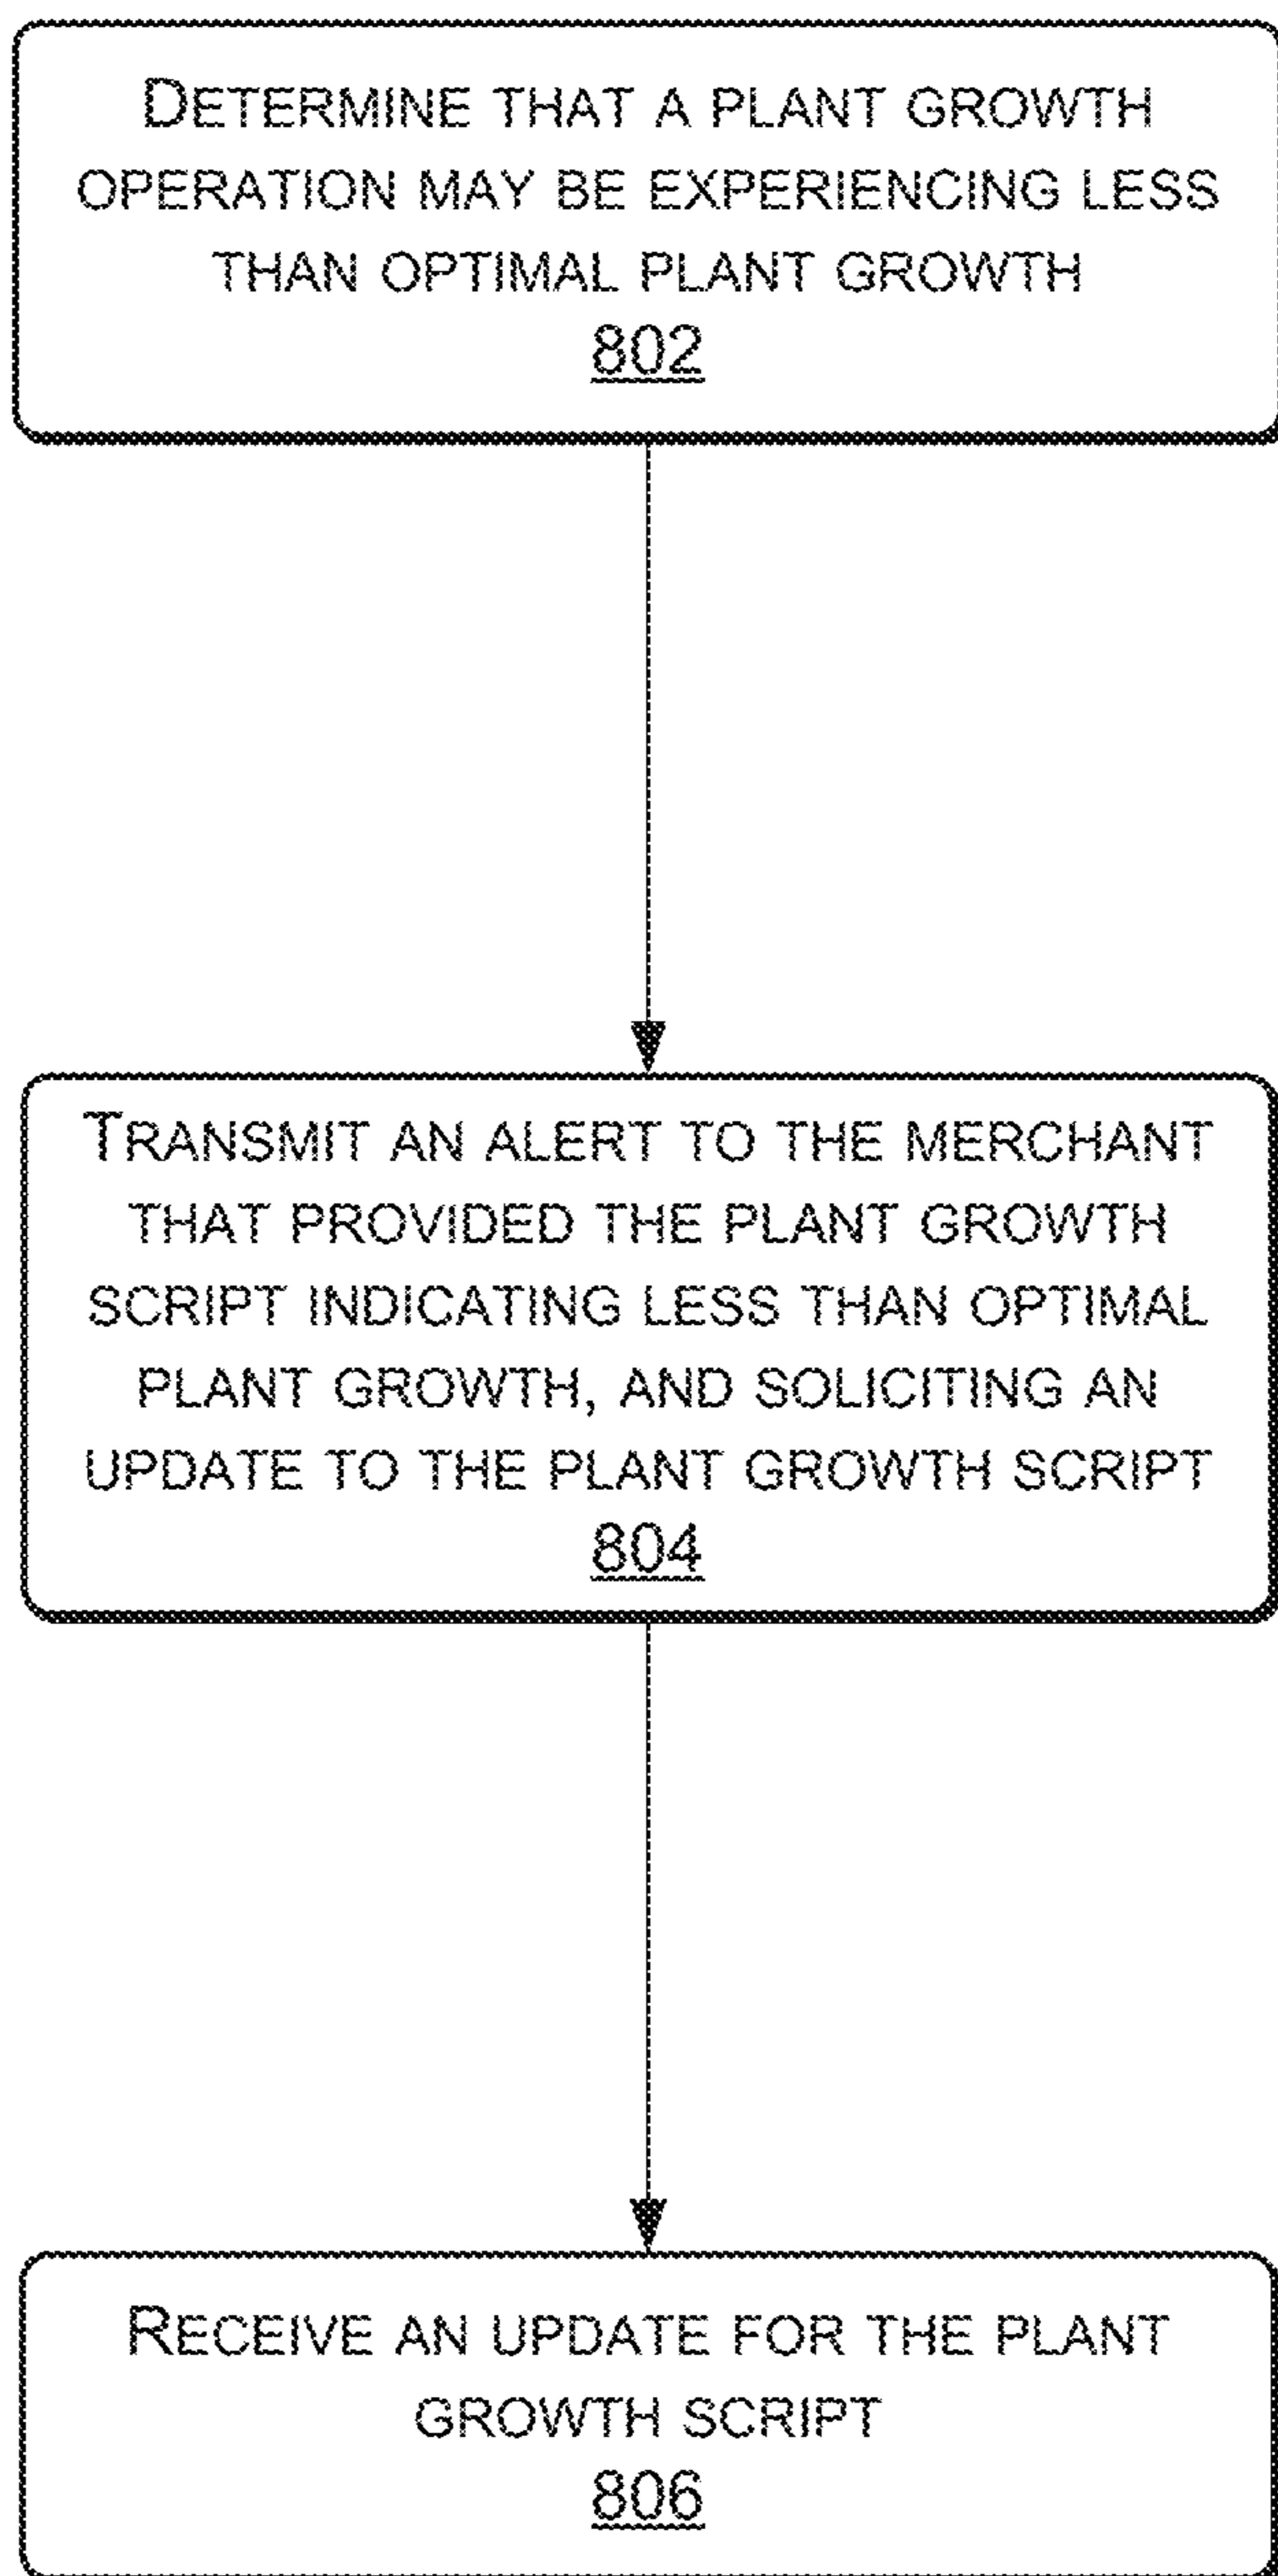 DETERMINE THAT A PLANT GROWTH
OPERATION MAY BE EXPERIENCING LESS
THAN OPTIMAL PLANT GROWTH
802
TRANSMIT AN ALERT TO THE MERCHANT
THAT PROVIDED THE PLANT GROWTH
SCRIPT INDICATING LESS THAN OPTIMAL
PLANT GROWTH, AND SOLICITING AN
UPDATE TO THE PLANT GROWTH SCRIPT
804
RECEIVE AN UPDATE FOR THE PLANT
GROWTH SCRIPT
806